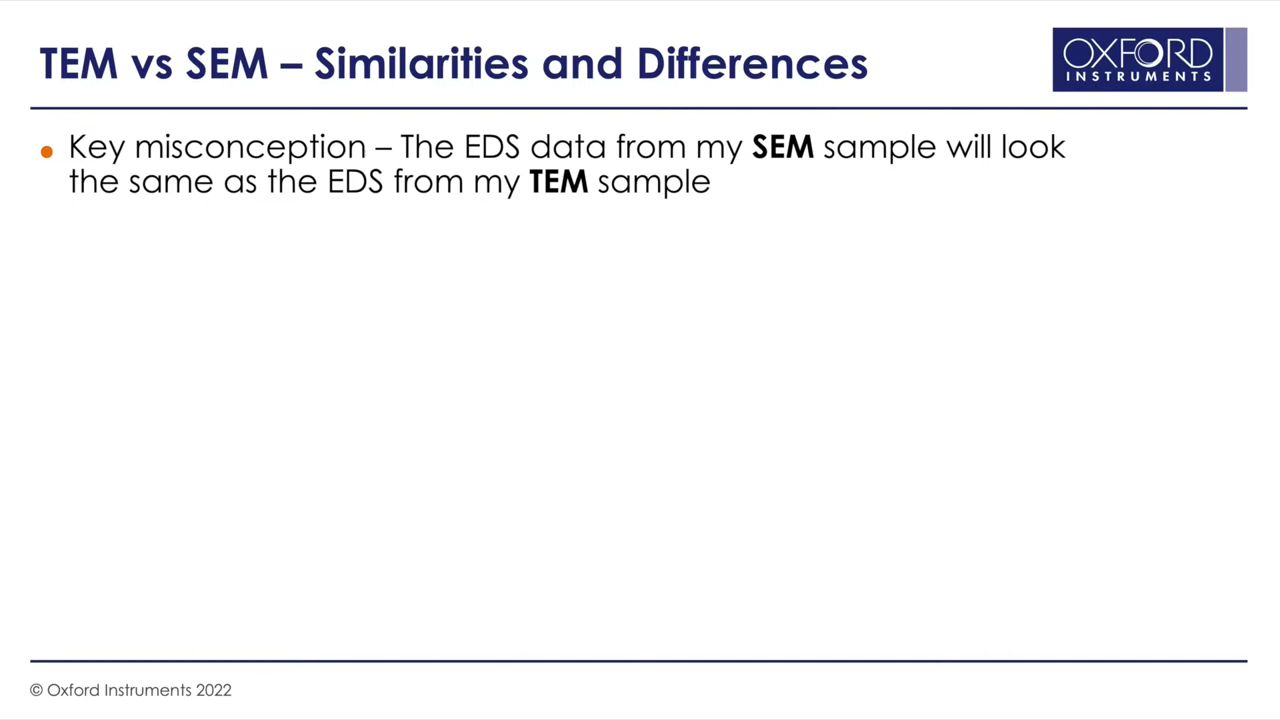 TEM vs SEM – Similarities and Differences
OXFORD
INSTRUMENTS
• Key misconception – The EDS data from my SEM sample will look
the same as the EDS from my TEM sample
© Oxford Instruments 2022